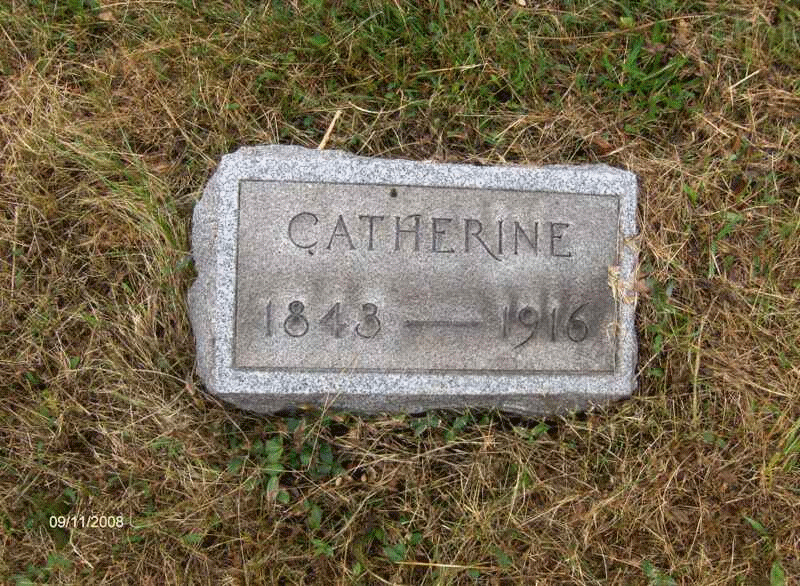 CATHERINE
1843 — 1916
09/11/2008